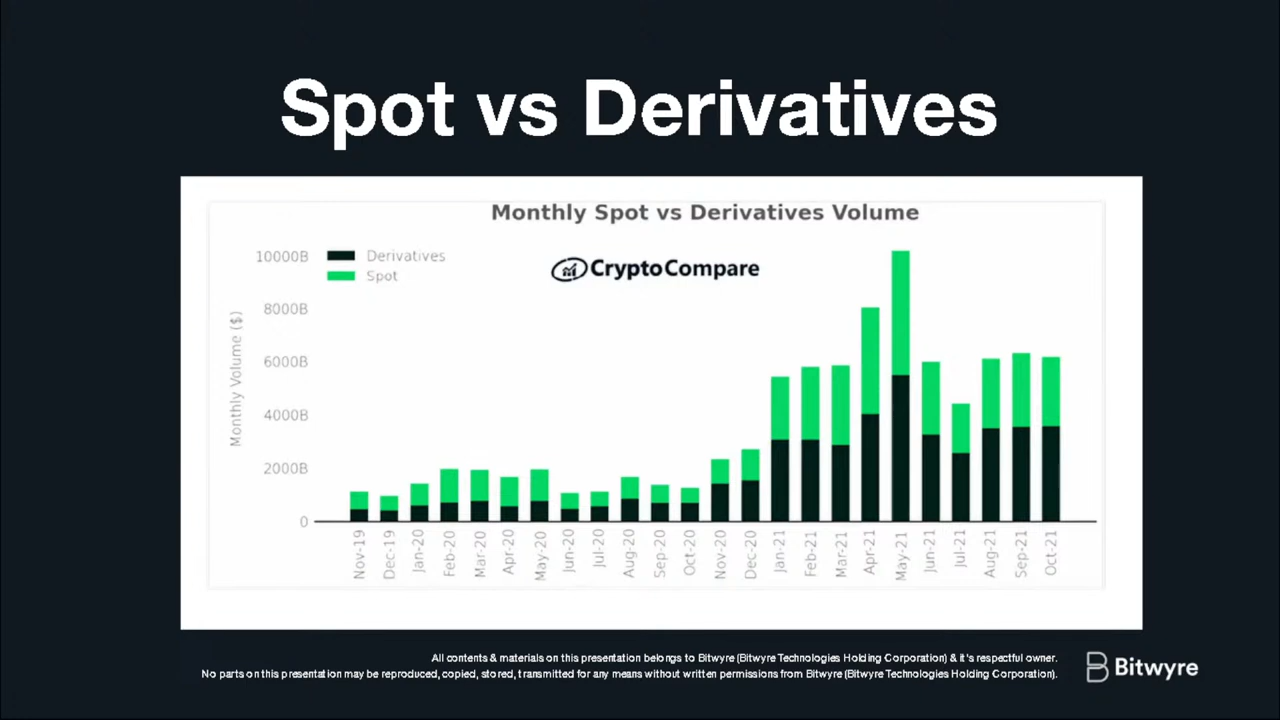 Spot vs Derivatives
Monthly Spot vs Derivatives Volume
10000B
Derivatives
CryptoCompare
Spot
8000B
6000B
4000B
2000B
0
Monthly Volume ($)
Nov-19
Dec-19
Jan-20
Feb-20
Mar-20
Apr-20
May-20
Jun-20
Jul-20
Aug-20
Sep-20
Oct-20
Nov-20
Dec-20
Jan-21
Feb-21
Mar-21
Apr-21
May-21
Jun-21
Jul-21
Aug-21
Sep-21
Oct-21
All contents & materials on this presentation belongs to Bitwyre (Bitwyre Technologies Holding Corporation) & it's respectful owner.
No parts on this presentation may be reproduced, copied, stored, transmitted for any means without written permissions from Bitwyre (Bitwyre Technologies Holding Corporation).
Bitwyre